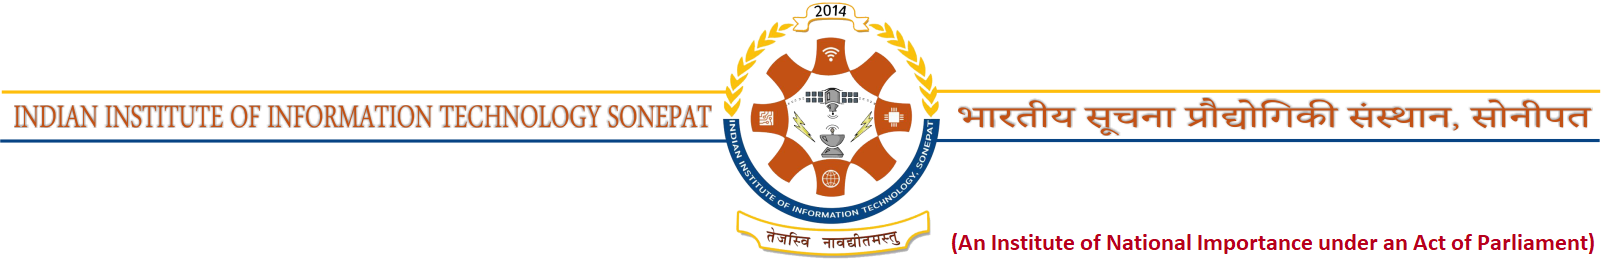 2014
INDIAN INSTITUTE OF INFORMATION TECHNOLOGY SONEPAT
भारतीय सूचना प्रौद्योगिकी संस्थान, सोनीपत
INDIAN INSTITUTE OF INFORMATION TECHNOLOGY, SONEPAT
तेजस्वि नावधीतमस्तु
(An Institute of National Importance under an Act of Parliament)